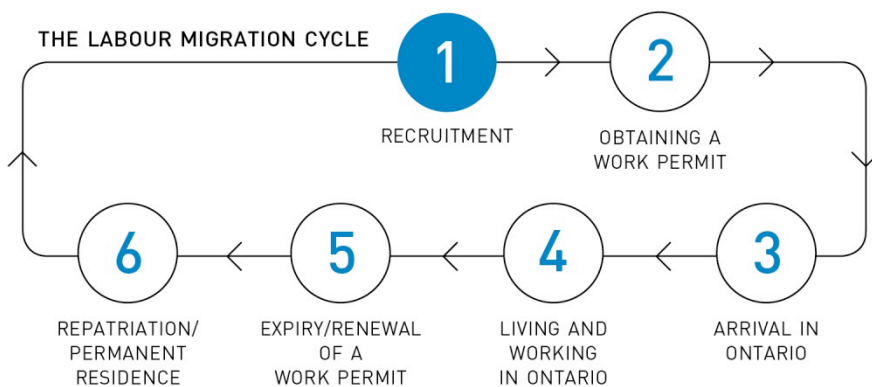 THE LABOUR MIGRATION CYCLE
1
RECRUITMENT
2
OBTAINING A
WORK PERMIT
3
ARRIVAL IN
ONTARIO
4
LIVING AND
WORKING
IN ONTARIO
5
EXPIRY/RENEWAL
OF A
WORK PERMIT
6
REPATRIATION/
PERMANENT
RESIDENCE